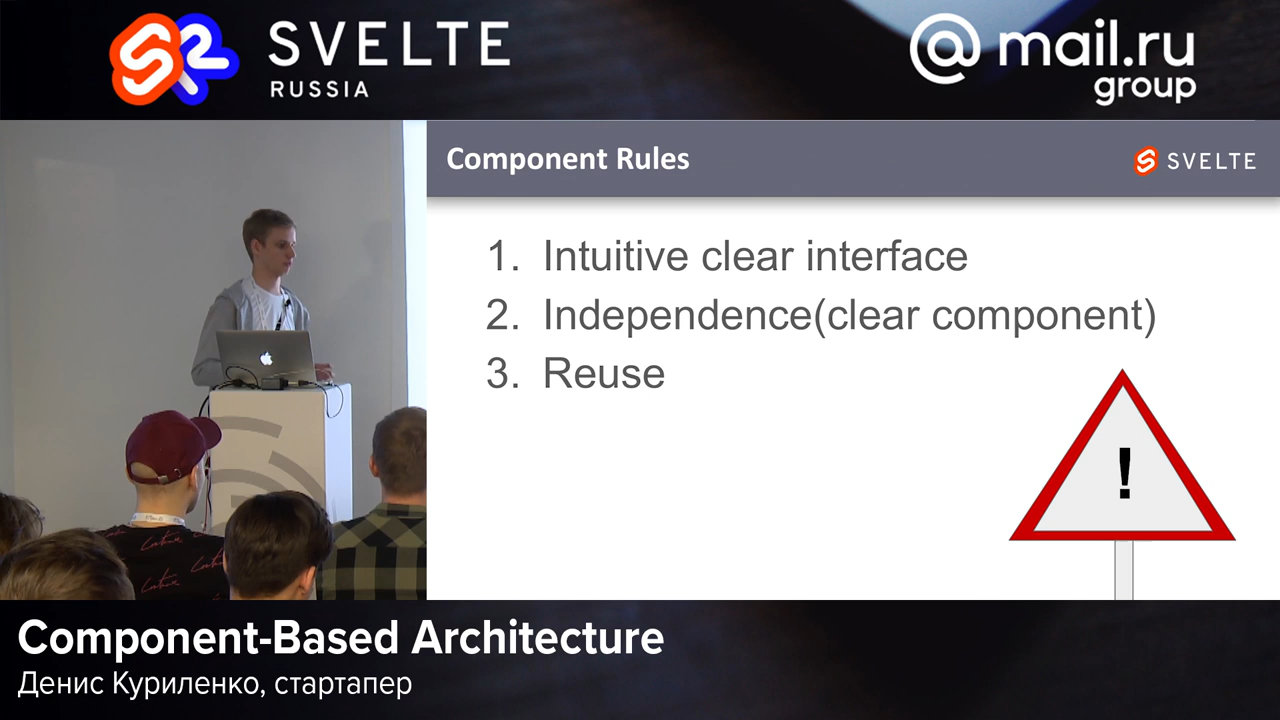 SVELTE
RUSSIA
@mail.ru
group
Component Rules
SVELTE
1. Intuitive clear interface
2. Independence(clear component)
3. Reuse
!
Component-Based Architecture
Денис Куриленко, стартапер